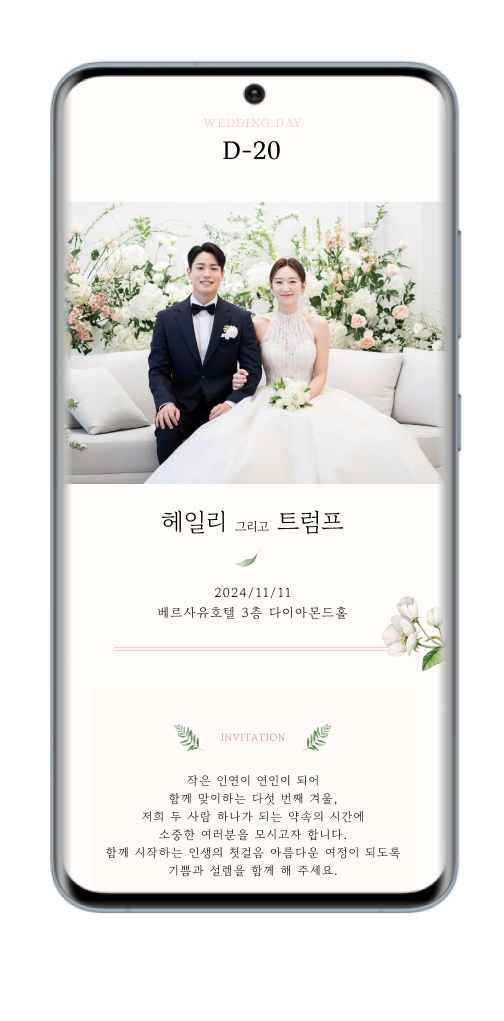 WEDDING DAY
D-20
헤일리 그리고 트럼프
2024/11/11
베르사유호텔 3층 다이아몬드홀
INVITATION
작은 인연이 연인이 되어
함께 맞이하는 다섯 번째 겨울,
저희 두 사람 하나가 되는 약속의 시간에
소중한 여러분을 모시고자 합니다.
함께 시작하는 인생의 첫걸음 아름다운 여정이 되도록
기쁨과 설렘을 함께 해 주세요.